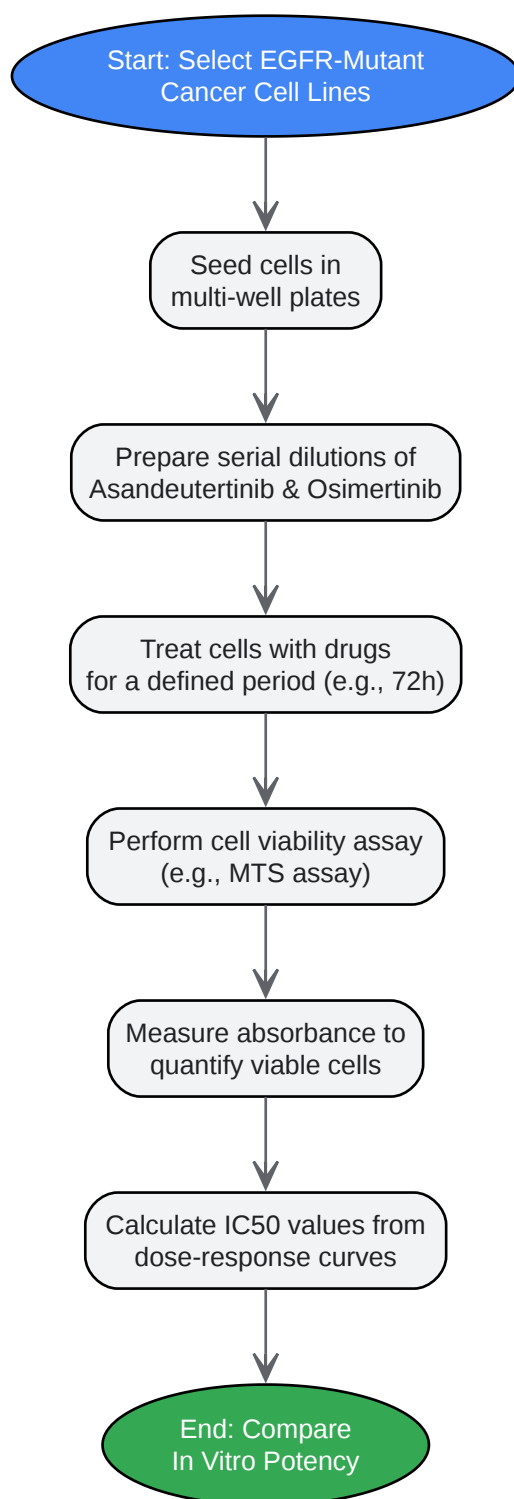 Start: Select EGFR-Mutant
Cancer Cell Lines
Seed cells in
multi-well plates
Prepare serial dilutions of
Asandeutertinib & Osimertinib
Treat cells with drugs
for a defined period (e.g., 72h)
Perform cell viability assay
(e.g., MTS assay)
Measure absorbance to
quantify viable cells
Calculate IC50 values from
dose-response curves
End: Compare
In Vitro Potency